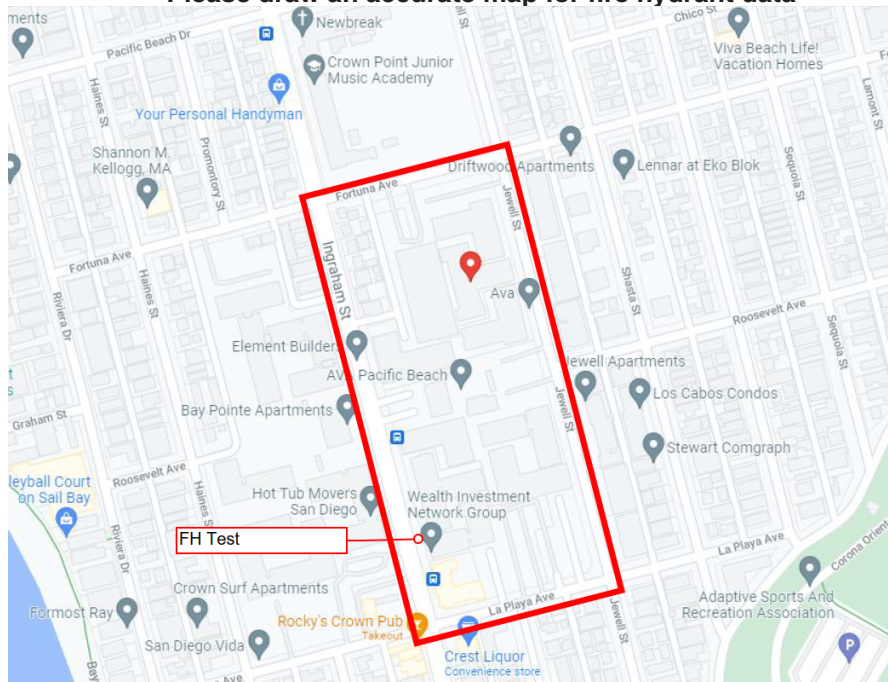 Please draw an accurate map for fire hydrant data
ments
Pacific Beach Dr
Newbreak
Chico St
Viva Beach Life!
Vacation Homes
Crown Point Junior
Music Academy
Haines St
Your Personal Handyman
Promontory St
Lamont St
Shannon M.
Kellogg, MA
Driftwood Apartments
Lennar at Eko Blok
Sequoia St
Fortuna Ave
Jewell St
Fortuna Ave
Ingraham St
Haines St
Riviera Dr
Ava
Shasta St
Roosevelt Ave
Sequoia St
Element Builder
AVA Pacific Beach
Jewell Apartments
Los Cabos Condos
Jewell St
Bay Pointe Apartments
Graham St
Stewart Comgraph
Roosevelt Ave
leyball Court
on Sail Bay
Haines St
Hot Tub Movers
San Diego
Wealth Investment
Network Group
FH Test
Riviera Dr
La Playa Ave
Corona Orient
Crown Surf Apartments
La Playa Ave
Adaptive Sports And
Recreation Association
Formost Ray
Rocky's Crown Pub
Takeout
Jewell St
San Diego Vida
Crest Liquor
Convenience store
Bay
Ave
P